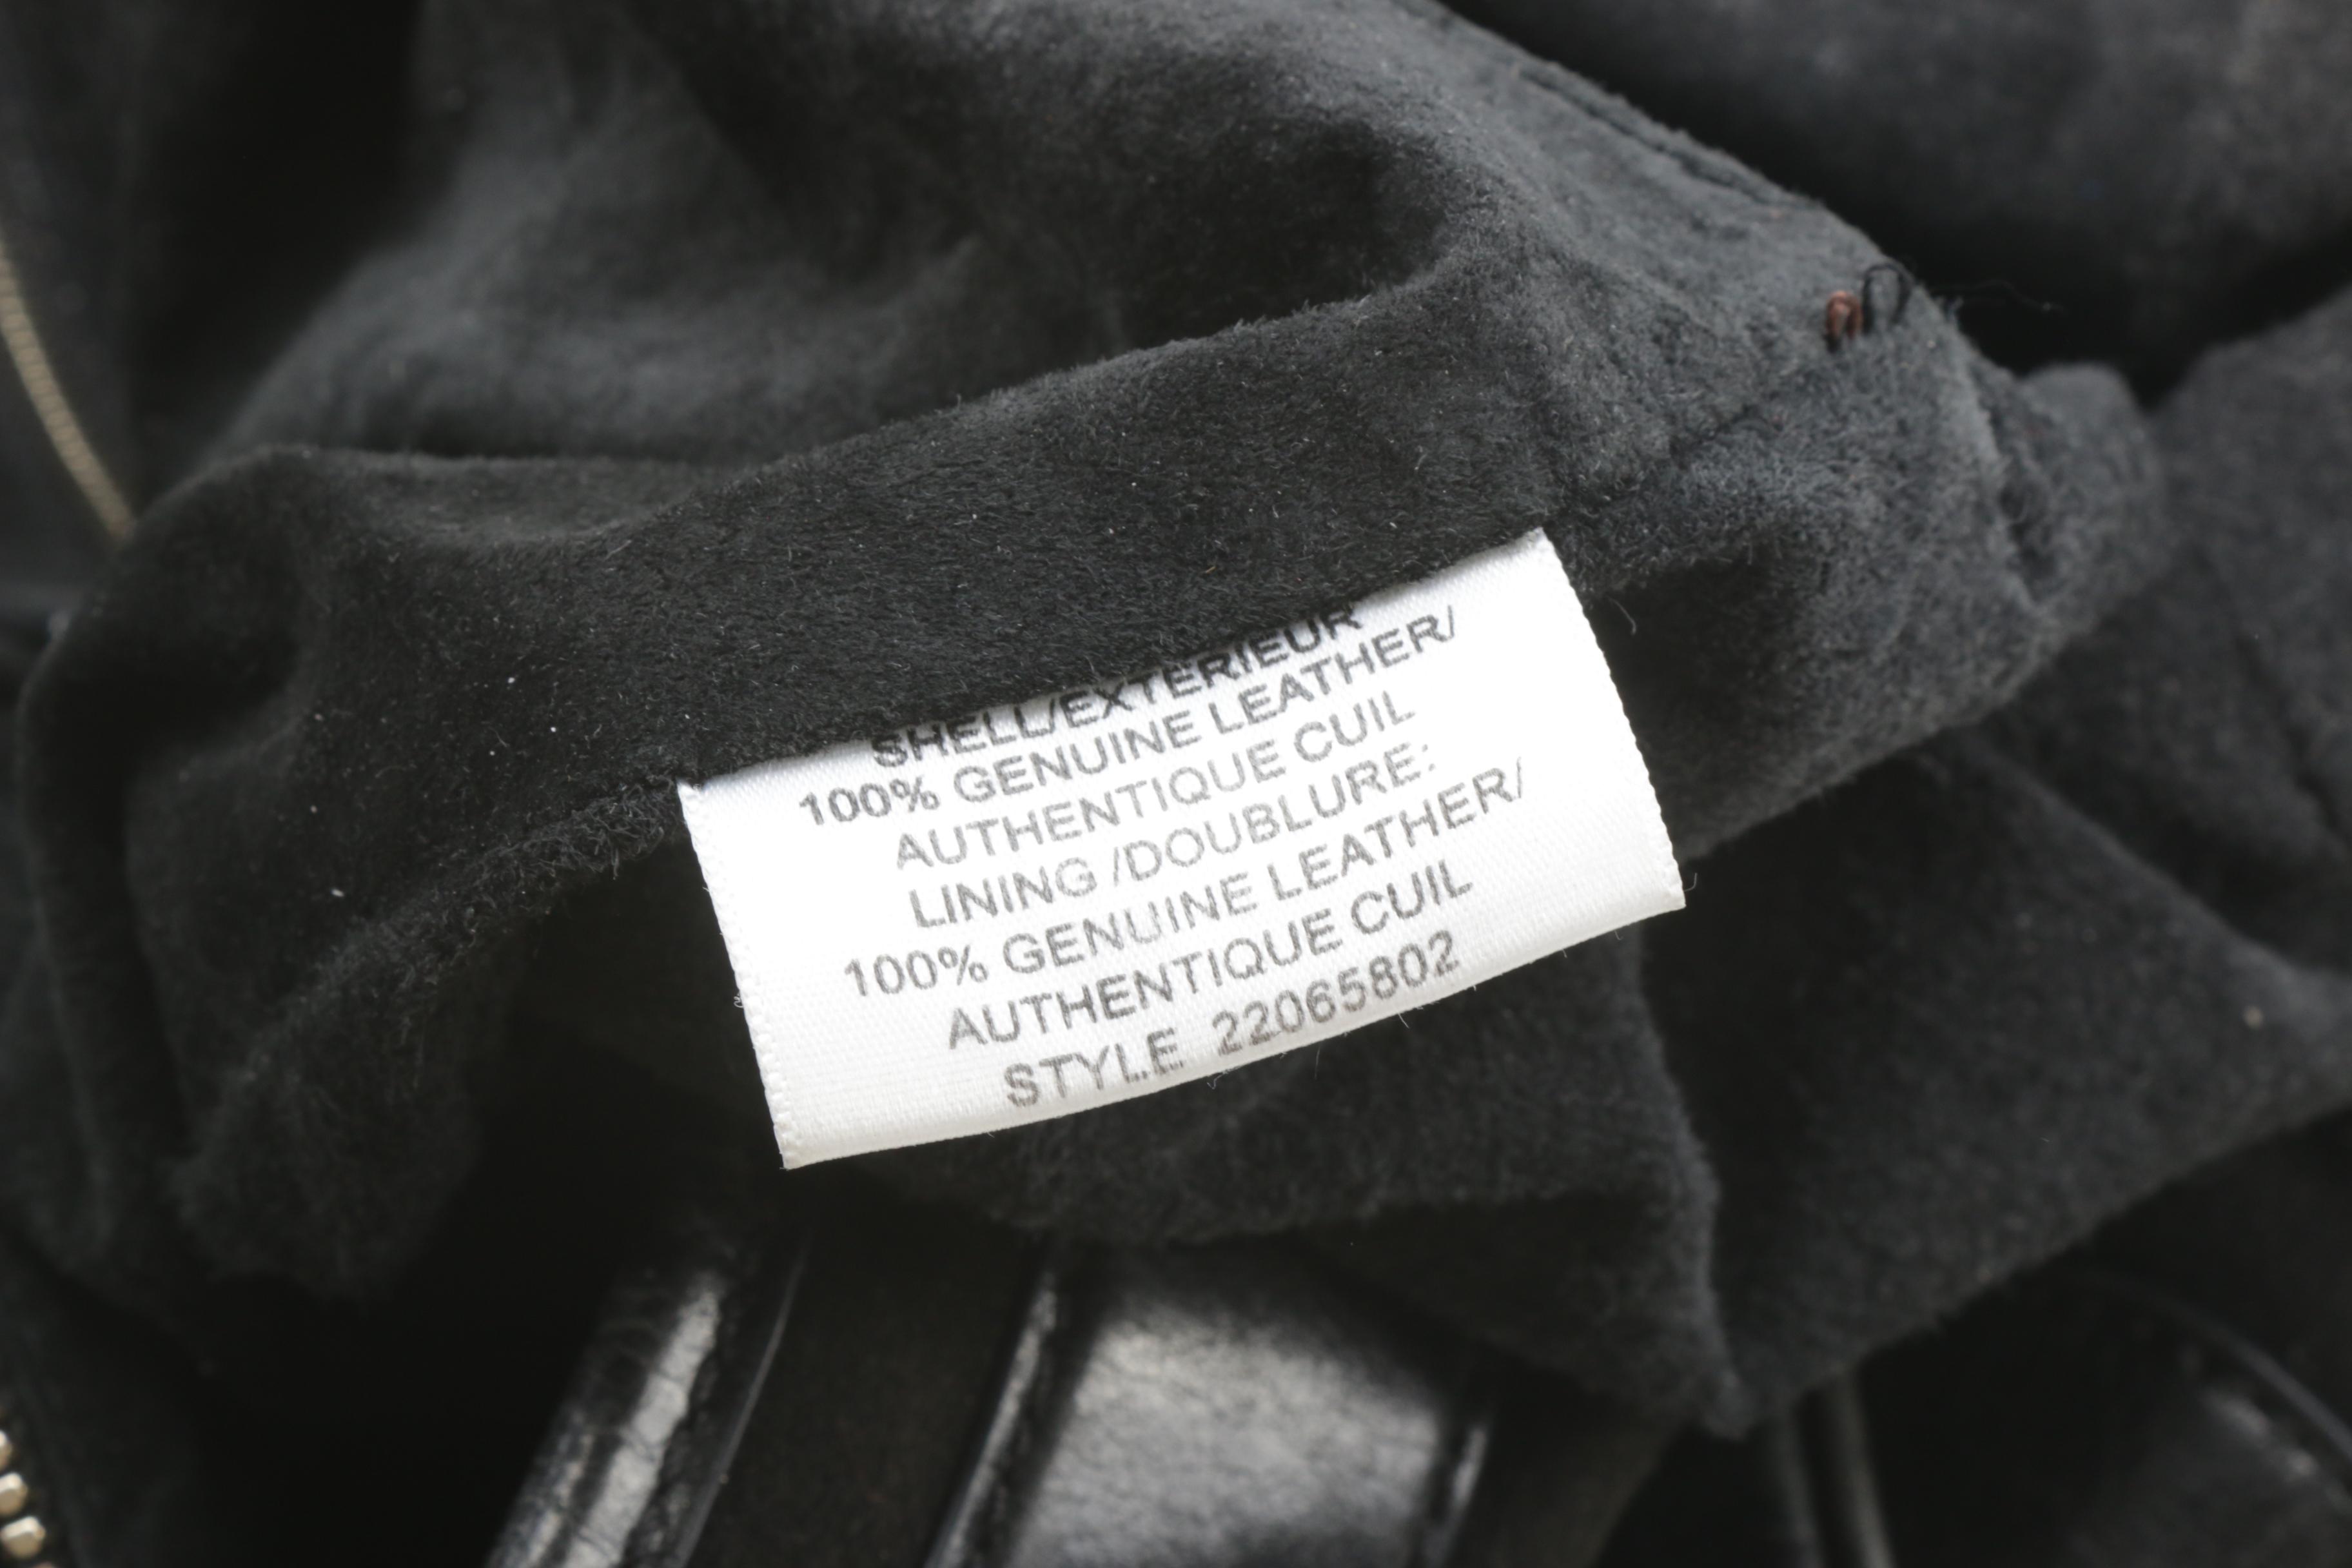 SHELL/EXTERIEUR
100% GENUINE LEATHER/
AUTHENTIQUE CUIL
LINING /DOUBLURE:
100% GENUINE LEATHER/
AUTHENTIQUE CUIL
STYLE 22065802